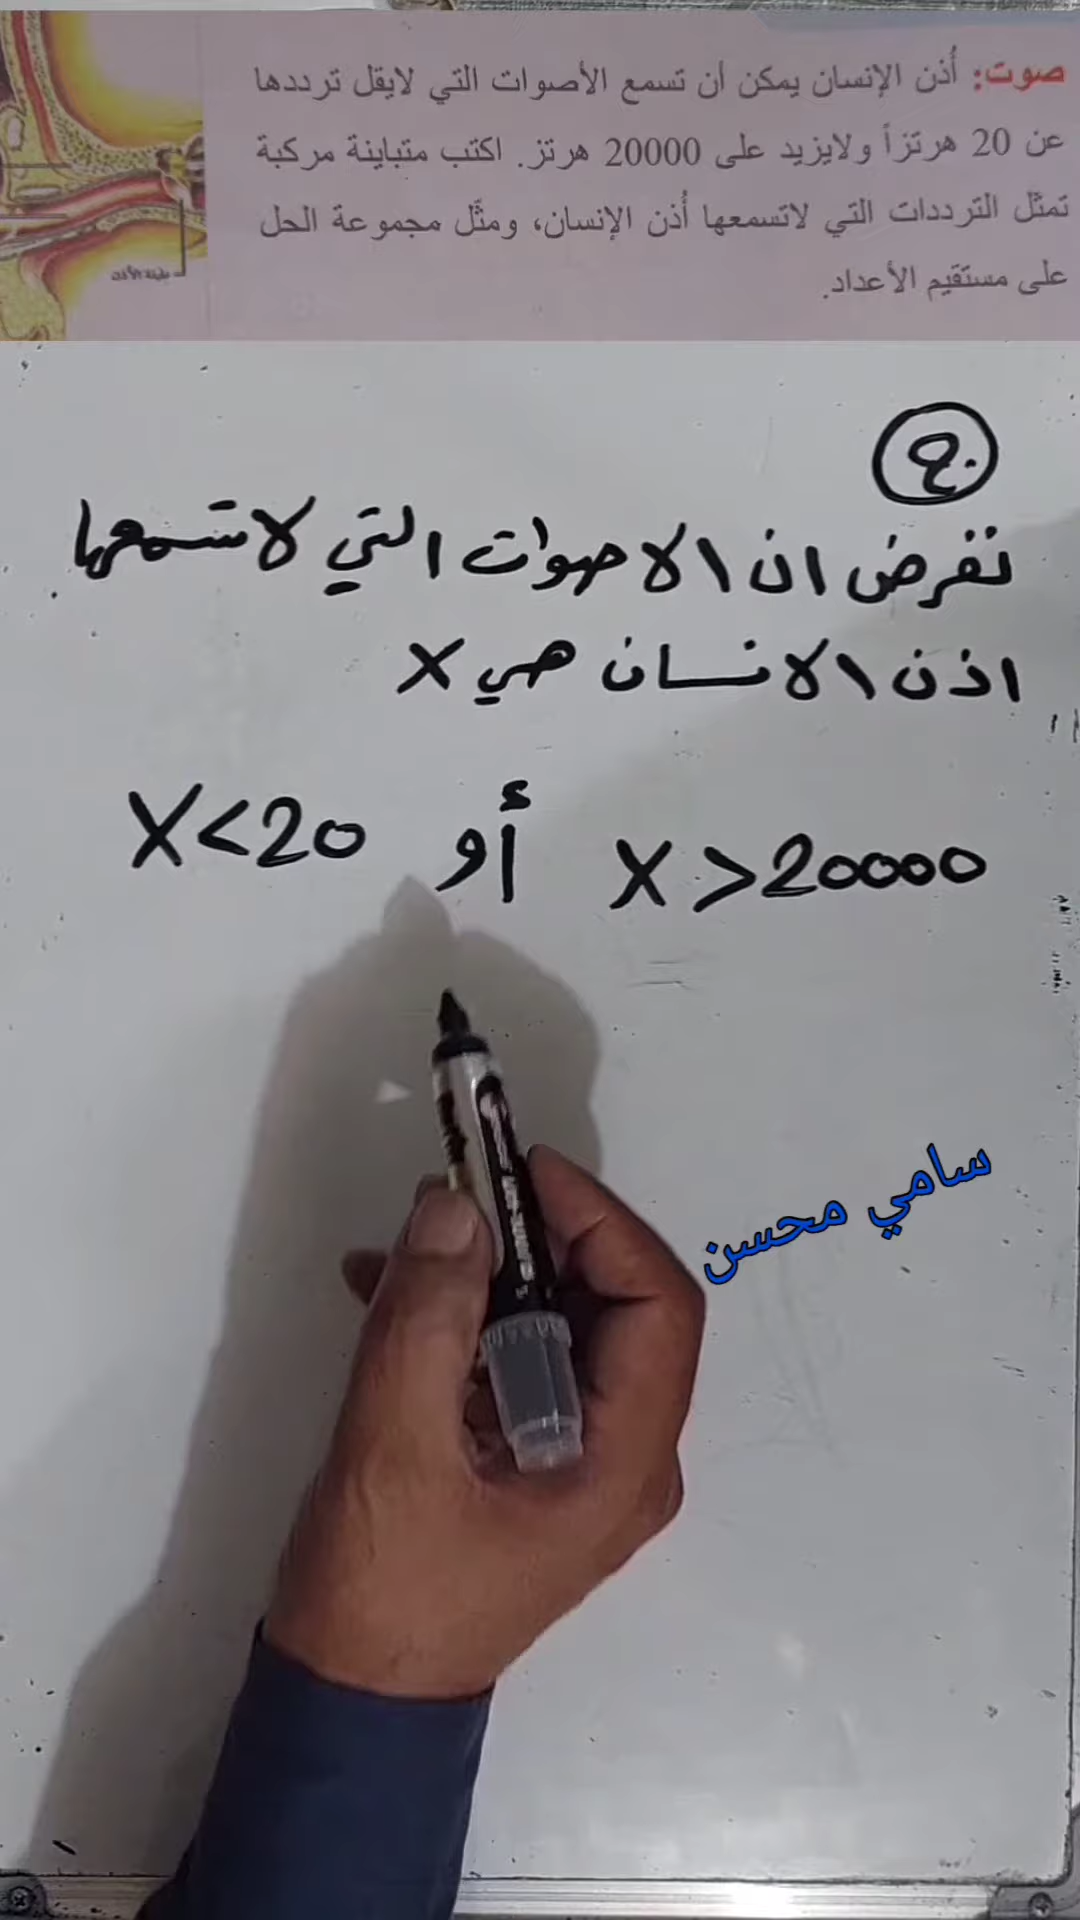 صوت: أُذن الإنسان يمكن أن تسمع الأصوات التي لايقل ترددها
عن 20 هرتزاً ولايزيد على 20000 هرتز. اكتب متباينة مركبة
تمثّل الترددات التي لاتسمعها أُذن الإنسان، ومثّل مجموعة الحل
على مستقيم الأعداد.
ج
نفرض ان الاصوات التي لاتسمعها
اذن الانسان هي X
X<20 أو X>20000
سامي محسن